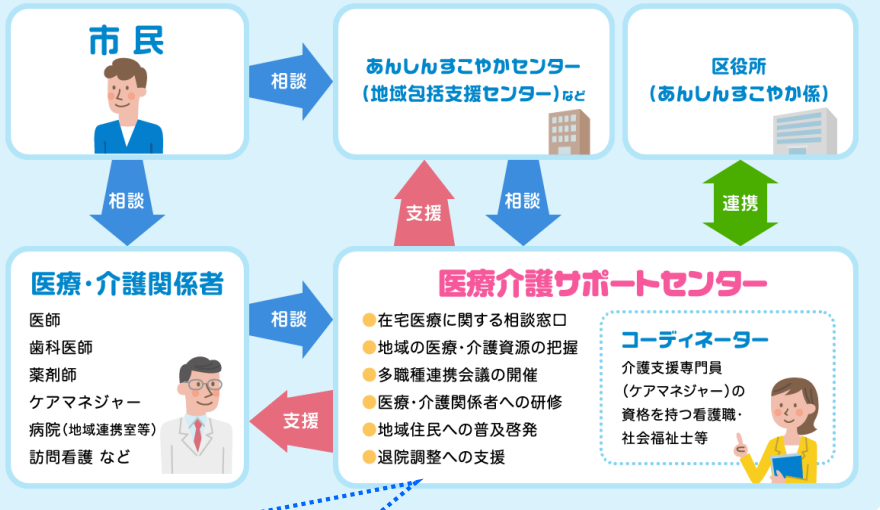 市民
相談
あんしんすこやかセンター
（地域包括支援センター）など
区役所
（あんしんすこやか係）
相談
支援
相談
連携
医療・介護関係者
医師
歯科医師
薬剤師
ケアマネジャー
病院（地域連携室等）
訪問看護 など
相談
支援
医療介護サポートセンター
●在宅医療に関する相談窓口
●地域の医療・介護資源の把握
●多職種連携会議の開催
●医療・介護関係者への研修
●地域住民への普及啓発
●退院調整への支援
コーディネーター
介護支援専門員
（ケアマネジャー）の
資格を持つ看護職・
社会福祉士等